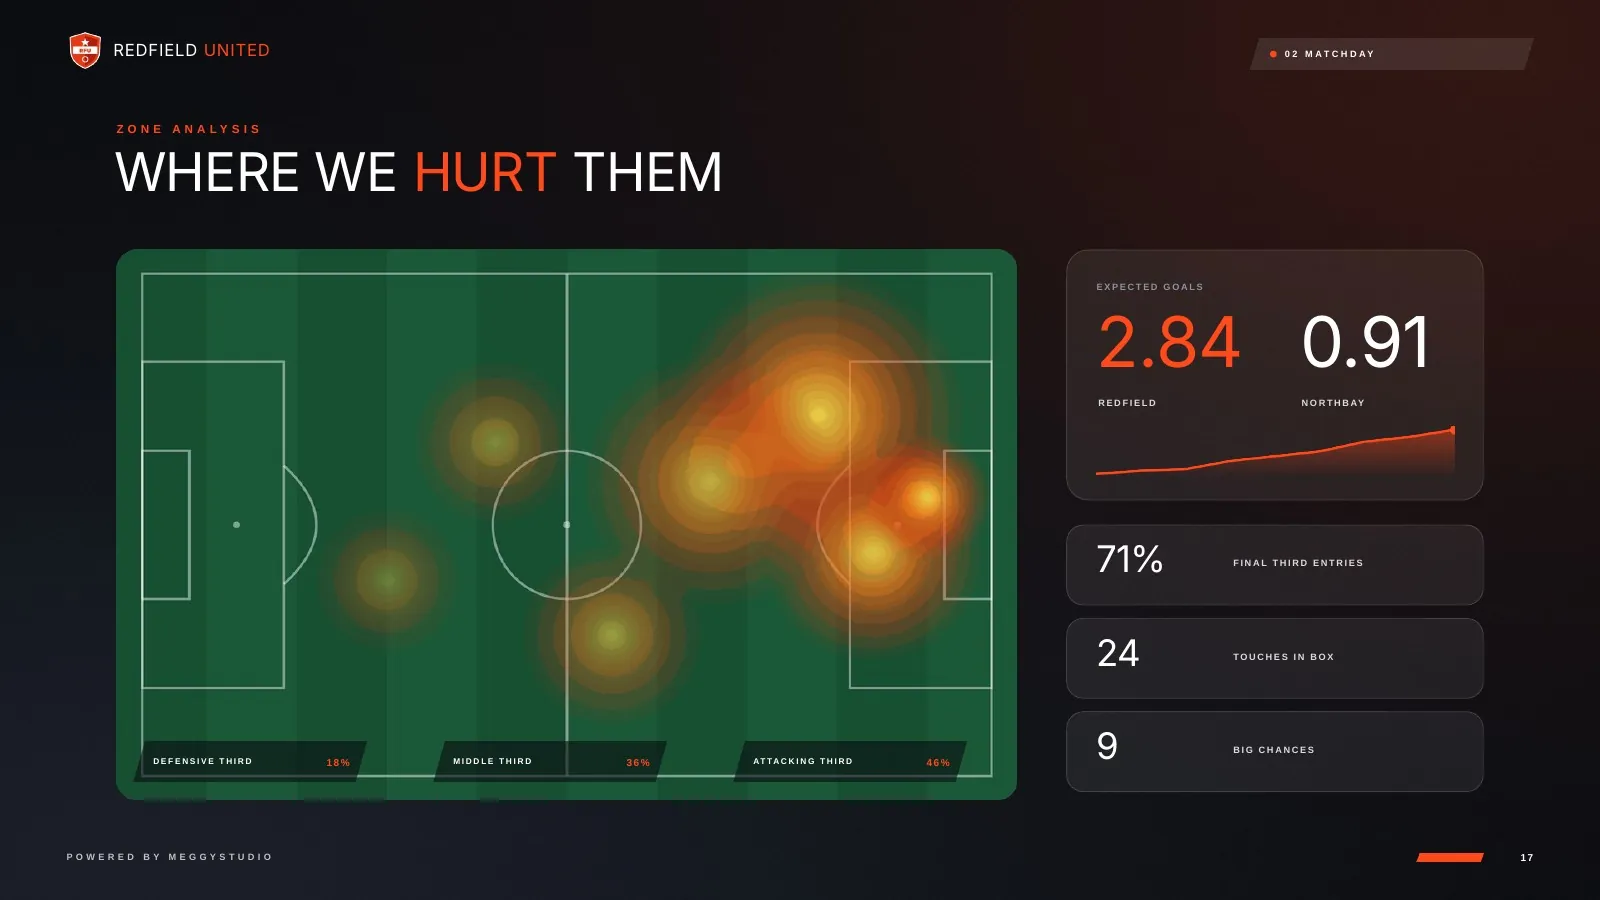 REDFIELD UNITED
02 MATCHDAY
ZONE ANALYSIS
WHERE WE HURT THEM
EXPECTED GOALS
2.84 0.91
REDFIELD NORTHBAY
71% FINAL THIRD ENTRIES
24 TOUCHES IN BOX
9 BIG CHANCES
DEFENSIVE THIRD 18% MIDDLE THIRD 36% ATTACKING THIRD 46%
POWERED BY MEGGYSTUDIO
17